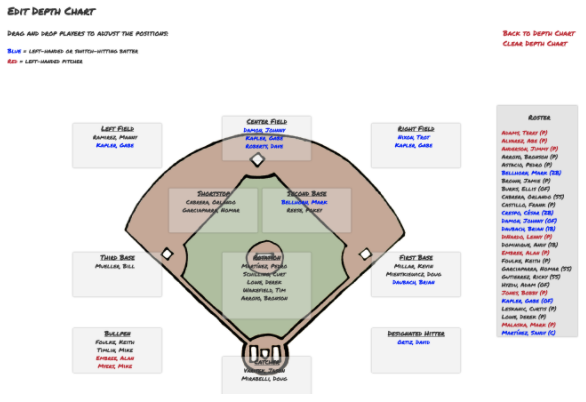 Edit Depth Chart
Drag and drop players to adjust the positions:
Blue = left-handed or switch-hitting batter
Red = left-handed pitcher
Back to Depth Chart
Clear Depth Chart
Left Field
Ramirez, Manny
Kapler, Gabe
Center Field
Damon, Johnny
Kapler, Gabe
Roberts, Dave
Right Field
Nixon, Trot
Kapler, Gabe
Shortstop
Cabrera, Orlando
Garciaparra, Nomar
Second Base
Bellhorn, Mark
Reese, Pokey
Third Base
Mueller, Bill
Rotation
Martinez, Pedro
Schilling, Curt
Lowe, Derek
Wakefield, Tim
Arroyo, Bronson
First Base
Millar, Kevin
Mientkiewicz, Doug
Daubach, Brian
Bullpen
Foulke, Keith
Timlin, Mike
Embree, Alan
Myers, Mike
Catcher
Varitek, Jason
Mirabelli, Doug
Designated Hitter
Ortiz, David
Roster
Adams, Terry (P)
Alvarez, Abe (P)
Anderson, Jimmy (P)
Arroyo, Bronson (P)
Astacio, Pedro (P)
Bellhorn, Mark (2B)
Brown, Jamie (P)
Burks, Ellis (OF)
Cabrera, Orlando (SS)
Castillo, Frank (P)
Crespo, César (2B)
Damon, Johnny (OF)
Daubach, Brian (1B)
DiNardo, Lenny (P)
Dominique, Andy (1B)
Embree, Alan (P)
Foulke, Keith (P)
Garciaparra, Nomar (SS)
Gutierrez, Ricky (SS)
Hyzdu, Adam (OF)
Jones, Bobby (P)
Kapler, Gabe (OF)
Leskanic, Curtis (P)
Lowe, Derek (P)
Malaska, Mark (P)
Martínez, Sandy (C)